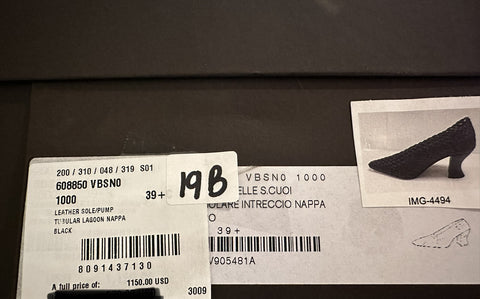 200 / 310 / 048 / 319 S01
608850 VBSN0
1000 39+
LEATHER SOLE/PUMP
TUBULAR LAGOON NAPPA
BLACK
8091437130
A full price of: 1150.00 USD
3009
19B
VBSN0 1000
ELLE S.CUOI
OLARE INTRECCIO NAPPA
O
39+
V905481A
IMG-4494